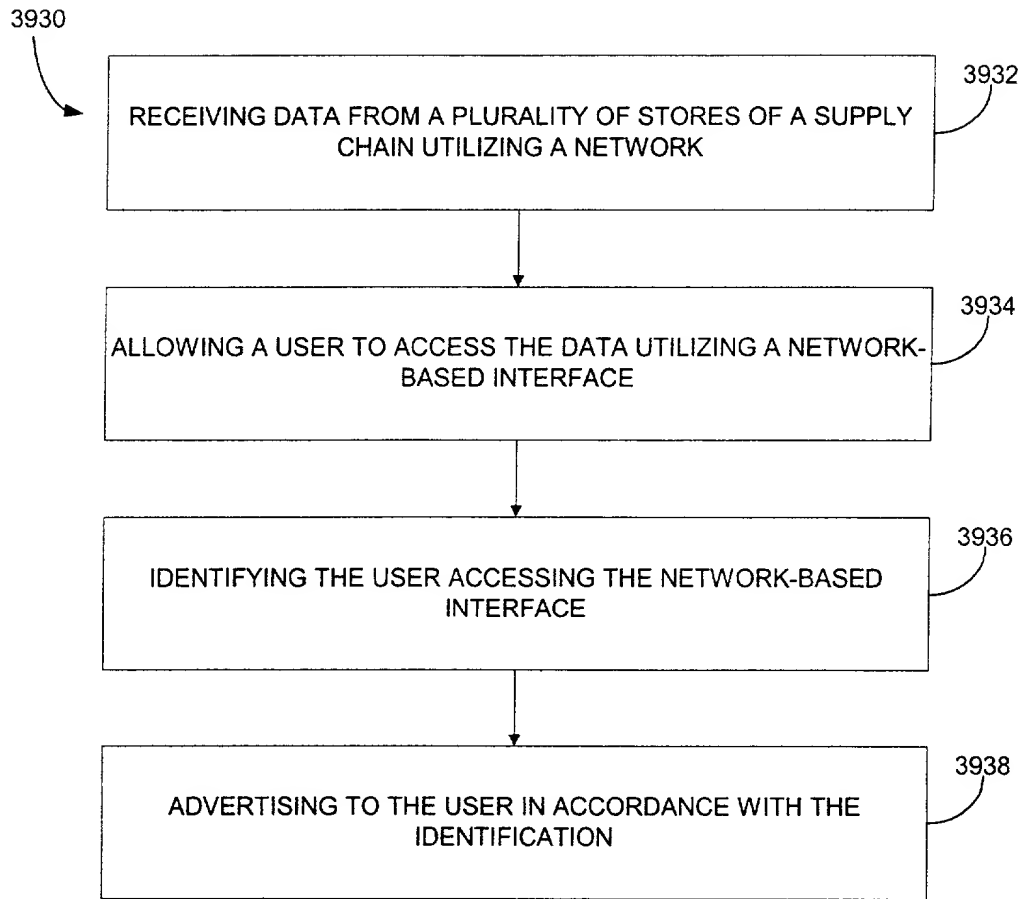 3930
3932
RECEIVING DATA FROM A PLURALITY OF STORES OF A SUPPLY
CHAIN UTILIZING A NETWORK
3934
ALLOWING A USER TO ACCESS THE DATA UTILIZING A NETWORK-
BASED INTERFACE
3936
IDENTIFYING THE USER ACCESSING THE NETWORK-BASED
INTERFACE
3938
ADVERTISING TO THE USER IN ACCORDANCE WITH THE
IDENTIFICATION